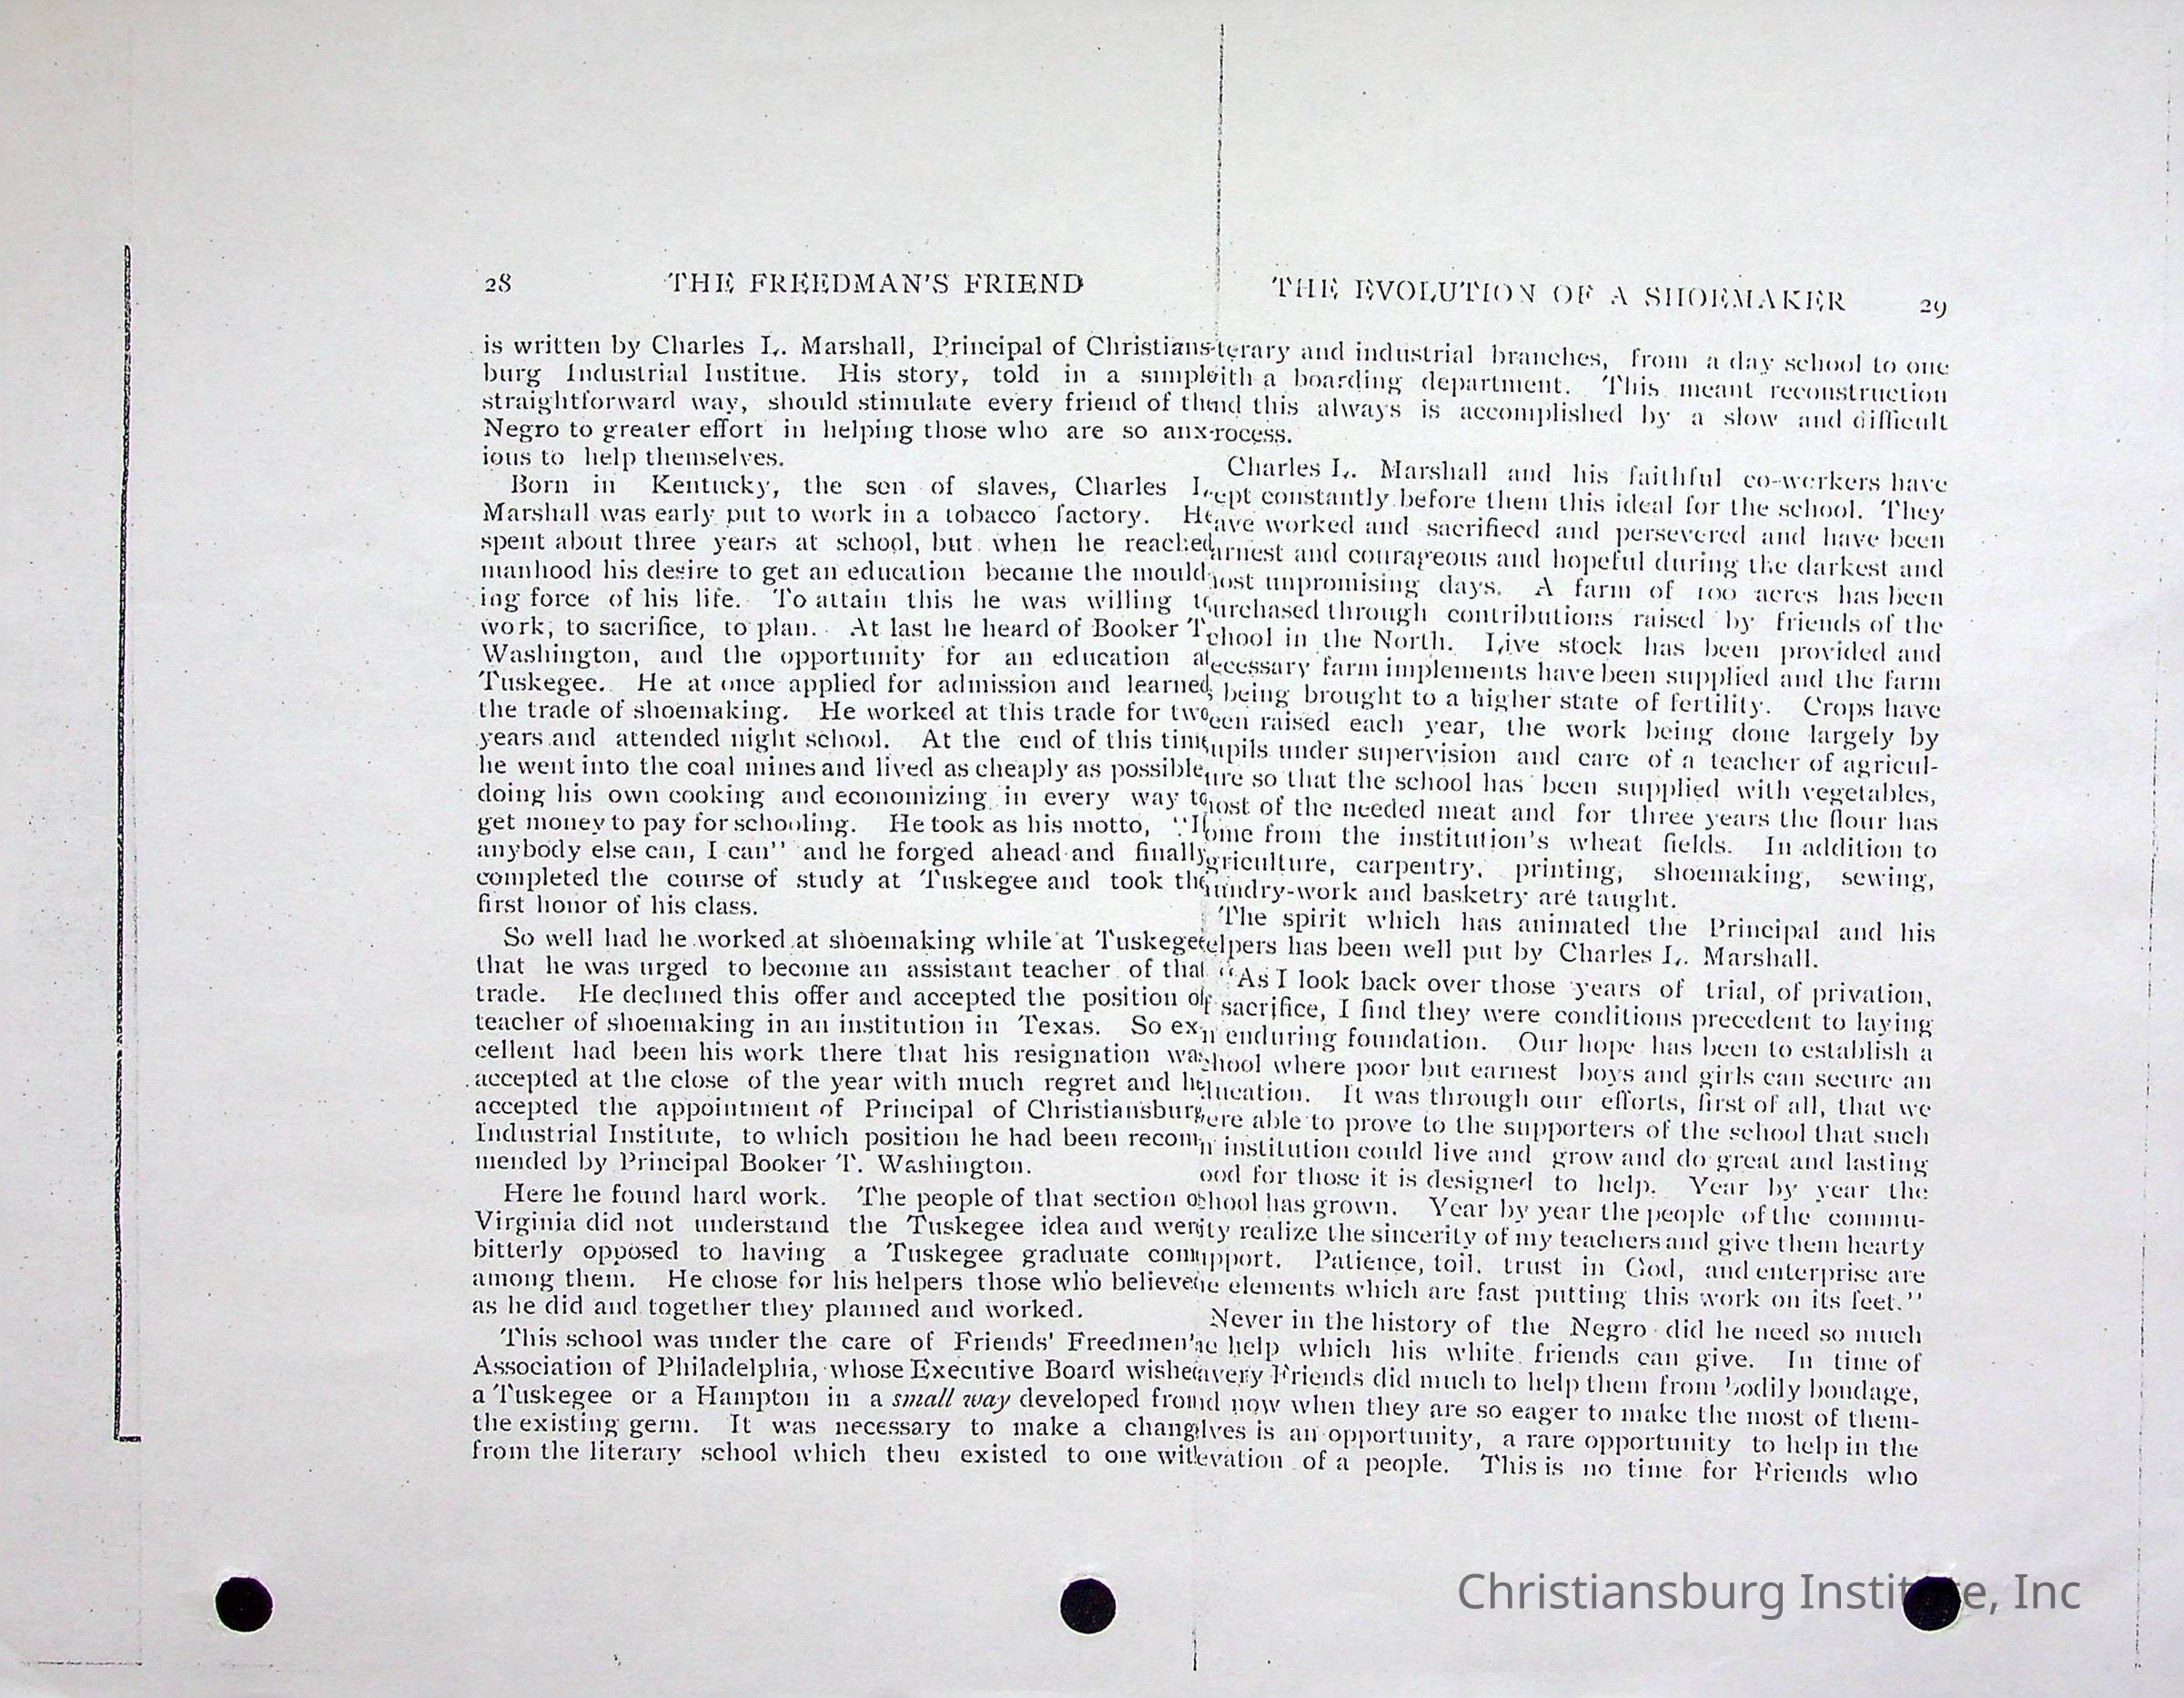 28 THE FREEDMAN'S FRIEND
is written by Charles L. Marshall, Principal of Christians-
burg Industrial Institue. His story, told in a simple
straightforward way, should stimulate every friend of the
Negro to greater effort in helping those who are so anx-
ious to help themselves.
Born in Kentucky, the son of slaves, Charles L.
Marshall was early put to work in a tobacco factory. He
spent about three years at school, but when he reached
manhood his desire to get an education became the mould-
ing force of his life. To attain this he was willing to
work, to sacrifice, to plan. At last he heard of Booker T
Washington, and the opportunity for an education at
Tuskegee. He at once applied for admission and learned
the trade of shoemaking. He worked at this trade for two
years and attended night school. At the end of this time
he went into the coal mines and lived as cheaply as possible
doing his own cooking and economizing in every way to
get money to pay for schooling. He took as his motto, "If
anybody else can, I can" and he forged ahead and finally
completed the course of study at Tuskegee and took the
first honor of his class.
So well had he worked at shoemaking while at Tuskegee
that he was urged to become an assistant teacher of that
trade. He declined this offer and accepted the position of
teacher of shoemaking in an institution in Texas. So ex-
cellent had been his work there that his resignation was
accepted at the close of the year with much regret and he
accepted the appointment of Principal of Christiansburg
Industrial Institute, to which position he had been recom-
mended by Principal Booker T. Washington.
Here he found hard work. The people of that section of
Virginia did not understand the Tuskegee idea and were
bitterly opposed to having a Tuskegee graduate come
among them. He chose for his helpers those who believed
as he did and together they planned and worked.
This school was under the care of Friends' Freedmen's
Association of Philadelphia, whose Executive Board wished
a Tuskegee or a Hampton in a small way developed from
the existing germ. It was necessary to make a change
from the literary school which then existed to one with
THE EVOLUTION OF A SHOEMAKER 29
terary and industrial branches, from a day school to one
ith a boarding department. This meant reconstruction
nd this always is accomplished by a slow and difficult
rocess.
Charles L. Marshall and his faithful co-workers have
ept constantly before them this ideal for the school. They
ave worked and sacrificed and persevered and have been
arnest and courageous and hopeful during the darkest and
nost unpromising days. A farm of 100 acres has been
urchased through contributions raised by friends of the
chool in the North. Live stock has been provided and
ecessary farm implements have been supplied and the farm
s being brought to a higher state of fertility. Crops have
een raised each year, the work being done largely by
upils under supervision and care of a teacher of agricul-
ure so that the school has been supplied with vegetables,
nost of the needed meat and for three years the flour has
ome from the institution's wheat fields. In addition to
griculture, carpentry, printing, shoemaking, sewing,
aundry-work and basketry are taught.
The spirit which has animated the Principal and his
elpers has been well put by Charles L. Marshall.
"As I look back over those years of trial, of privation,
f sacrifice, I find they were conditions precedent to laying
n enduring foundation. Our hope has been to establish a
chool where poor but earnest boys and girls can secure an
ducation. It was through our efforts, first of all, that we
ere able to prove to the supporters of the school that such
n institution could live and grow and do great and lasting
ood for those it is designed to help. Year by year the
chool has grown. Year by year the people of the commu-
ity realize the sincerity of my teachers and give them hearty
upport. Patience, toil, trust in God, and enterprise are
he elements which are fast putting this work on its feet."
Never in the history of the Negro did he need so much
he help which his white friends can give. In time of
avery Friends did much to help them from bodily bondage,
nd now when they are so eager to make the most of them-
elves is an opportunity, a rare opportunity to help in the
evation of a people. This is no time for Friends who
Christiansburg Institute, Inc